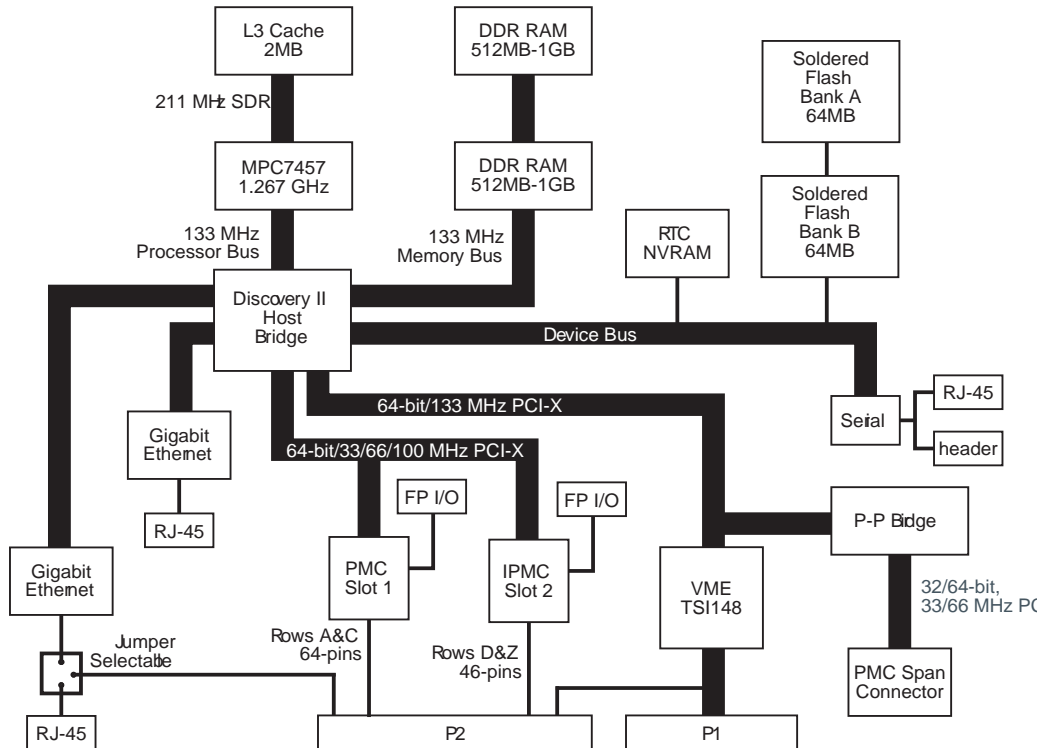 L3 Cache
2MB
DDR RAM
512MB-1GB
Soldered
Flash
Bank A
64MB
211 MHz SDR
MPC7457
1.267 GHz
DDR RAM
512MB-1GB
Soldered
Flash
Bank B
64MB
RTC
NVRAM
133 MHz
Processor Bus
133 MHz
Memory Bus
Discovery II
Host
Bridge
Device Bus
64-bit/133 MHz PCI-X
RJ-45
Serial
header
Gigabit
Ethernet
64-bit/33/66/100 MHz PCI-X
FP I/O
FP I/O
RJ-45
P-P Bridge
Gigabit
Ethernet
PMC
Slot 1
IPMC
Slot 2
VME
TSI148
32/64-bit,
33/66 MHz PC
Jumper
Selectable
Rows A&C
64-pins
Rows D&Z
46-pins
PMC Span
Connector
RJ-45
P2
P1